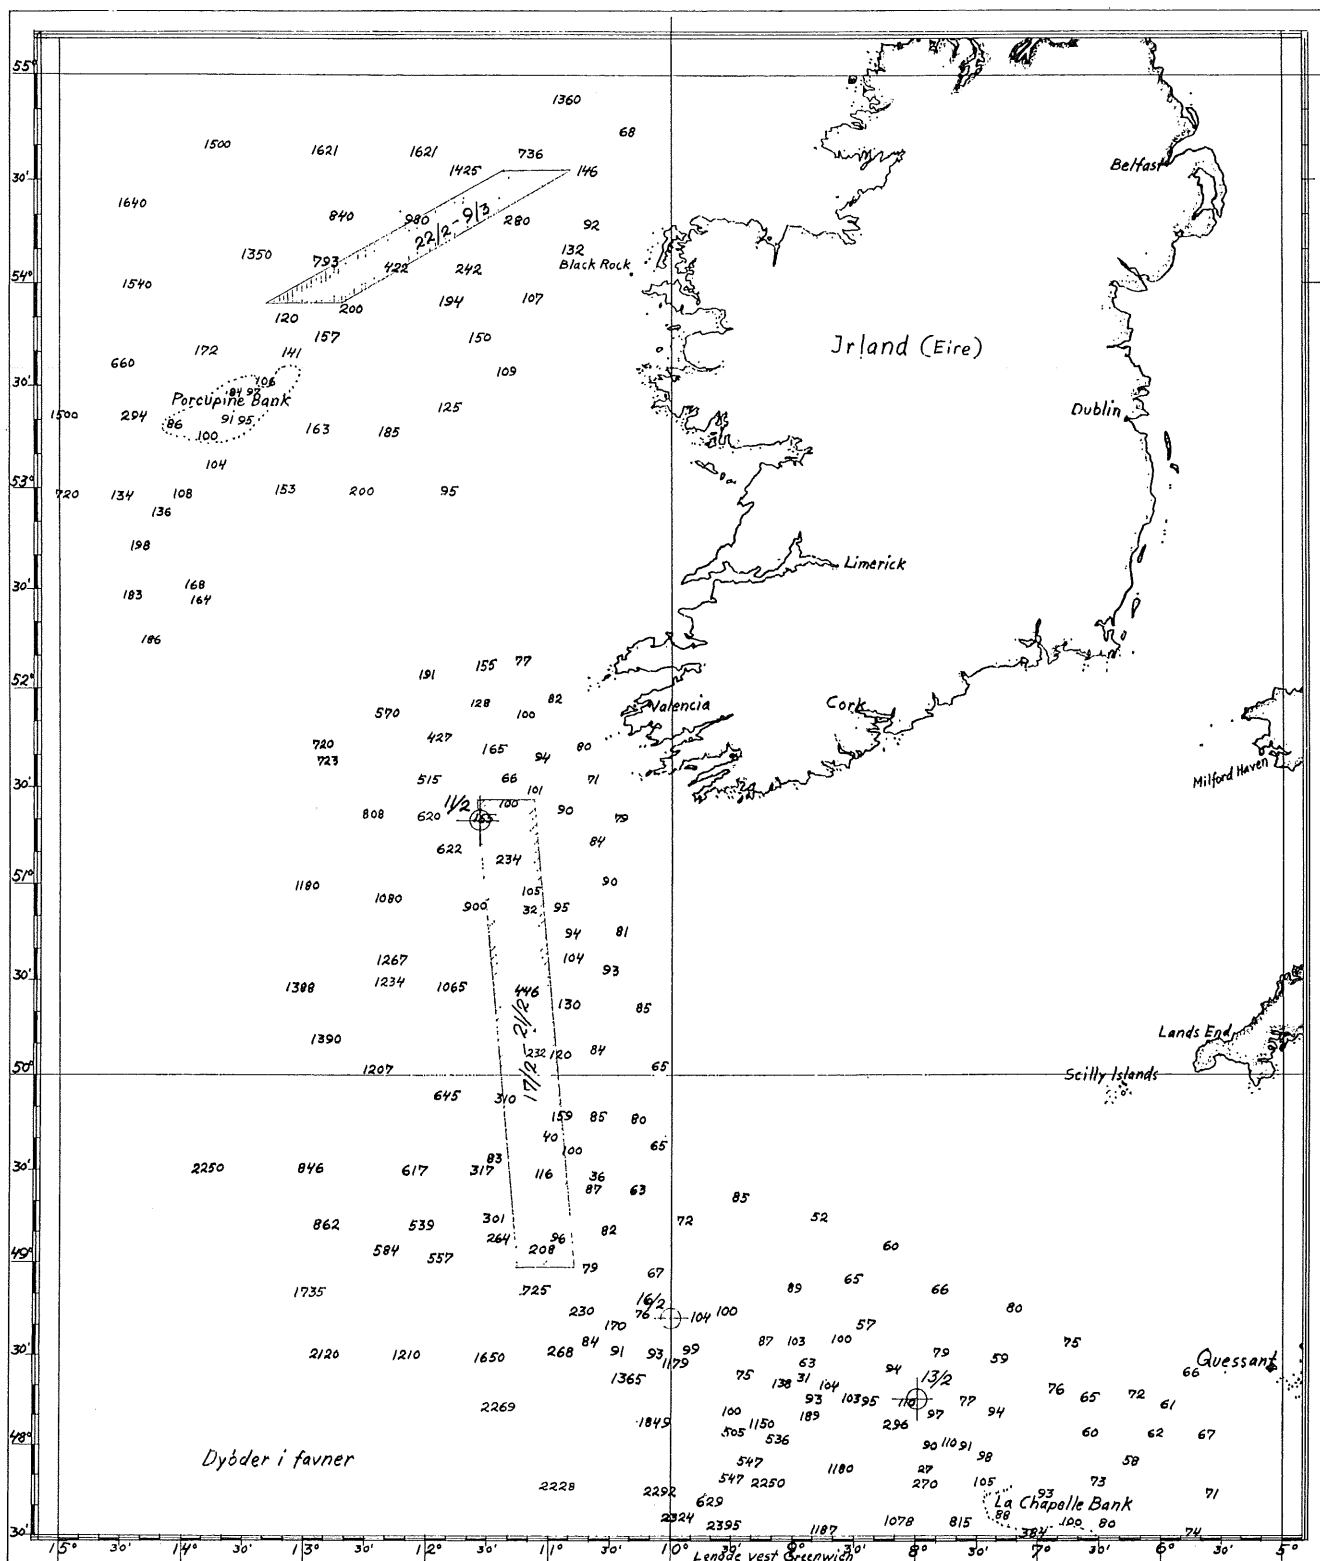 55°
1360
68
1500 1621 1621 736
1425 146
30'
Belfast
1640
840 980 22/2-9/3 280 92
1350 793 422 242 132
Black Rock
54°
1540
194 107
120 200
157 150
172 141
Jrland (Eire)
660
109
30'
106
84 97
Porcupine Bank
1500 294 86 91 95 125
Dublin
100 163 185
104
53°
720 134 108 153 200 95
136
198
Limerick
30'
183 168
164
186
155 77
191
52°
128 82
570 100
Valencia
Cork
427
720 165 94 80
723
Milford Haven
30'
515 66 71
101
11/2 100 90
808 620 165 79
622 234 84
51°
1180 90
1080 105
900 32 95
94 81
1267 104
93
30'
1388 1234 1065 446
130 85
17/2-21/2
1390
Lands End
232 120 84
50°
1207 65
Scilly Islands
645 310
159 85 80
40 65
100
30'
83
2250 846 617 317 116 36
87 63
85
862 539 301 72 52
82
264 96
49°
584 557 208 60
79 67
1735 725 89 65 66
16/2
230 76 104 100 80
170 57
84 87 103 100 75
30'
2120 1210 1650 268 91 93 99 79 59
1179 63 94
Quessant
66
1365 75 138 31 104 13/2
76 65 72
93 103 95 110 77 61
2269 100 189 97 94
1849 1150 296
505 536 60 62 67
48°
90 110 91
98 58
Dybder i favner
547 1180 27
547 2250 270 105 73
2228 2292 93 71
629
La Chapelle Bank
88
2324 2395 1187 1078 815 100 80
384 74
30'
15° 30' 14° 30' 13° 30' 12° 30' 11° 30' 10° 30' 9° 30' 8° 30' 7° 30' 6° 30' 5°
Lengde vest Greenwich